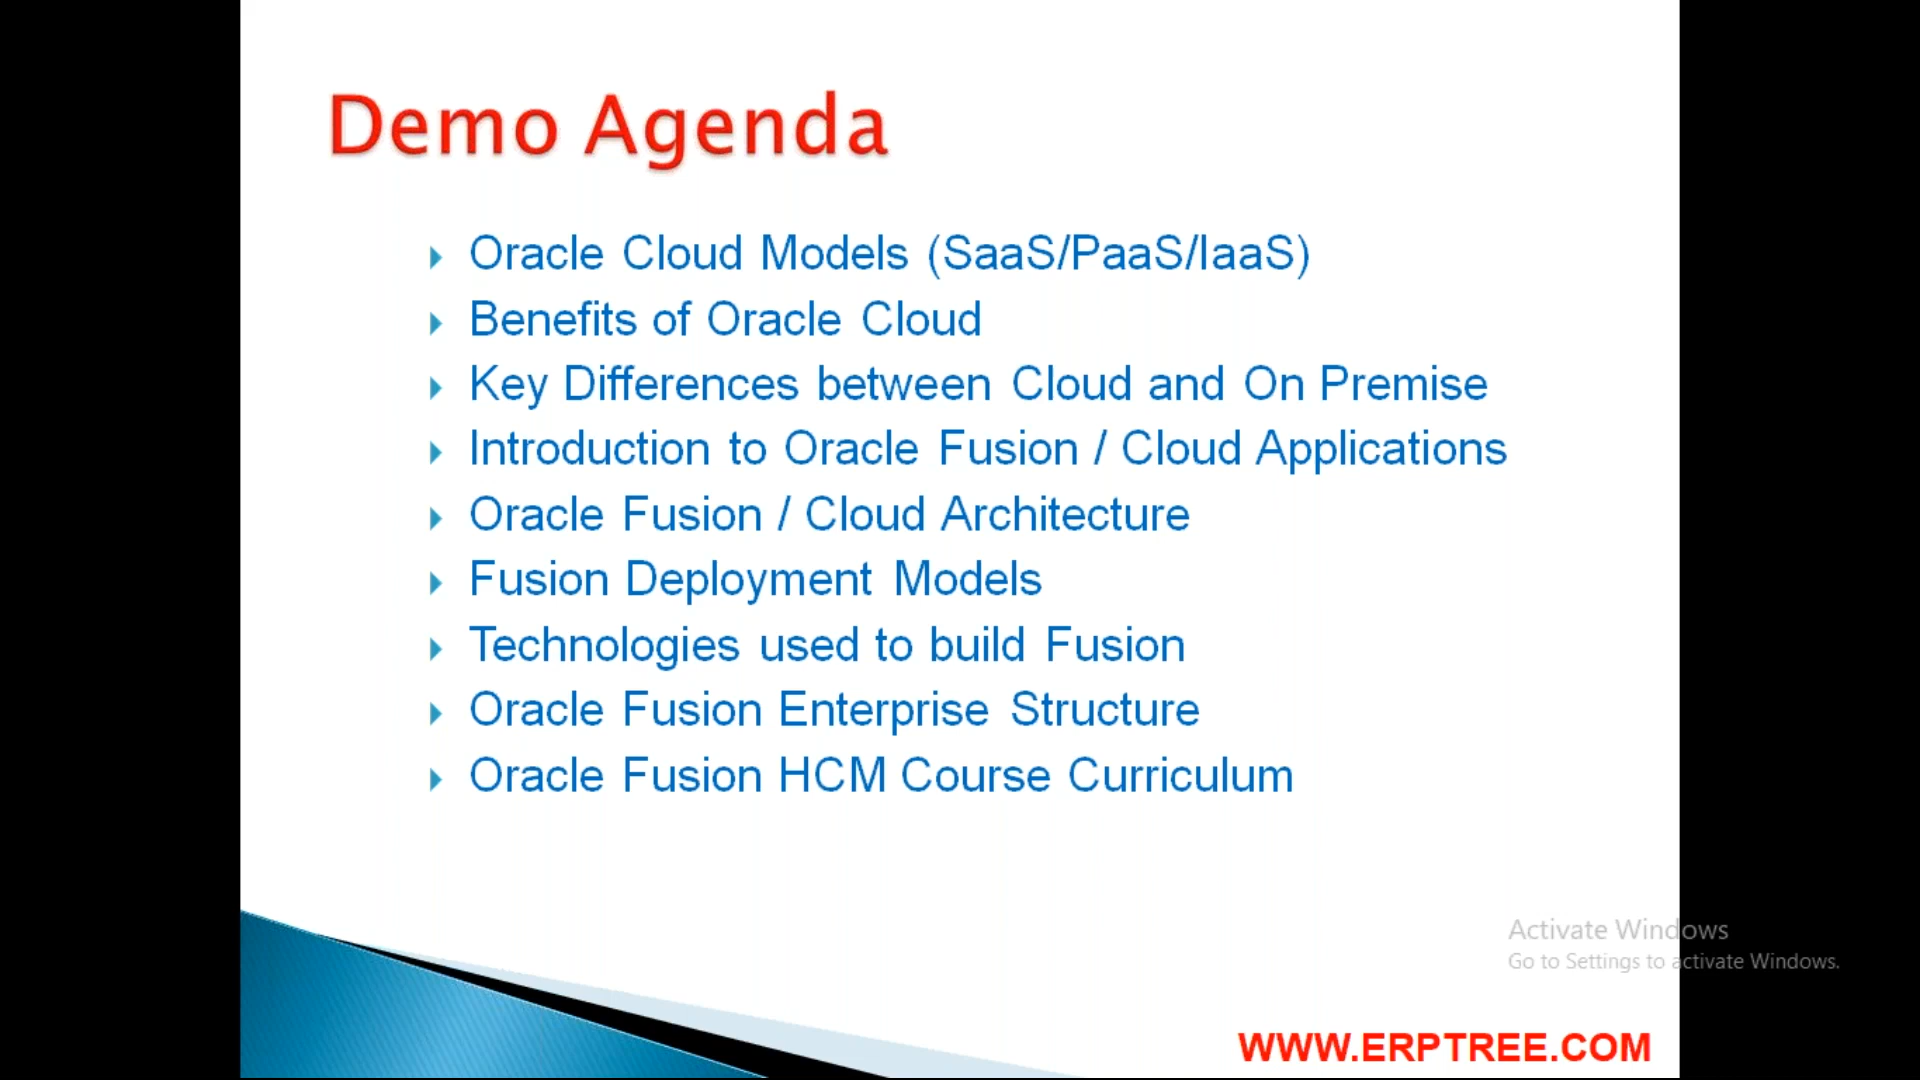 Demo Agenda
Oracle Cloud Models (SaaS/PaaS/IaaS)
Benefits of Oracle Cloud
Key Differences between Cloud and On Premise
Introduction to Oracle Fusion / Cloud Applications
Oracle Fusion / Cloud Architecture
Fusion Deployment Models
Technologies used to build Fusion
Oracle Fusion Enterprise Structure
Oracle Fusion HCM Course Curriculum
Activate Windows
Go to Settings to activate Windows.
WWW.ERPTREE.COM